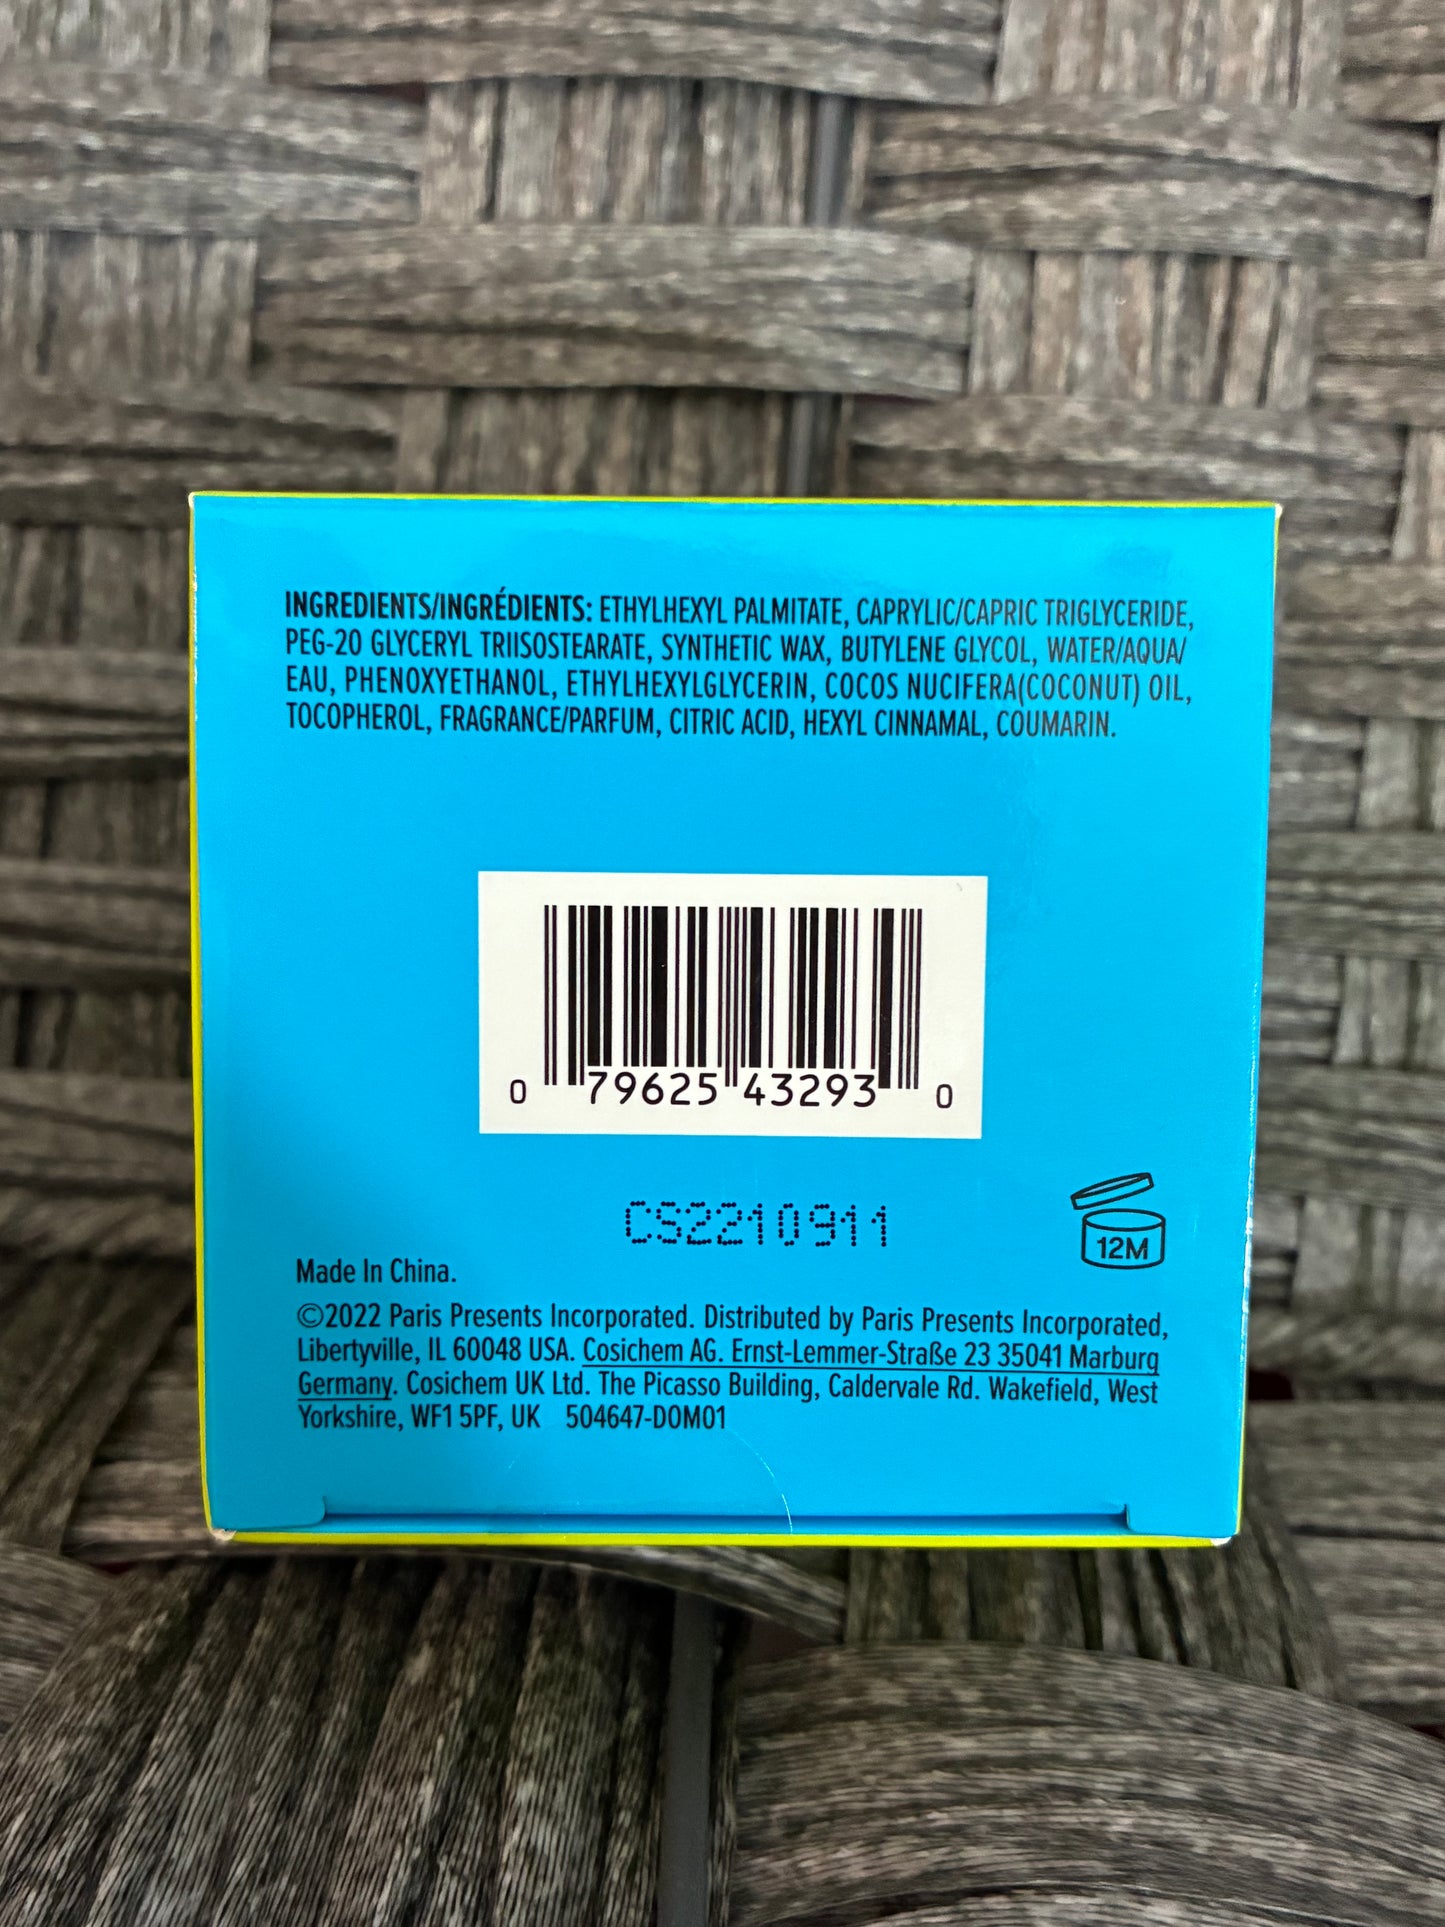 INGREDIENTS/INGRÉDIENTS: ETHYLHEXYL PALMITATE, CAPRYLIC/CAPRIC TRIGLYCERIDE,
PEG-20 GLYCERYL TRIISOSTEARATE, SYNTHETIC WAX, BUTYLENE GLYCOL, WATER/AQUA/
EAU, PHENOXYETHANOL, ETHYLHEXYLGLYCERIN, COCOS NUCIFERA(COCONUT) OIL,
TOCOPHEROL, FRAGRANCE/PARFUM, CITRIC ACID, HEXYL CINNAMAL, COUMARIN.
0 79625 43293 0
CS2210911
12M
Made In China.
©2022 Paris Presents Incorporated. Distributed by Paris Presents Incorporated,
Libertyville, IL 60048 USA. Cosichem AG. Ernst-Lemmer-Straße 23 35041 Marburg
Germany. Cosichem UK Ltd. The Picasso Building, Caldervale Rd. Wakefield, West
Yorkshire, WF1 5PF, UK 504647-DOM01